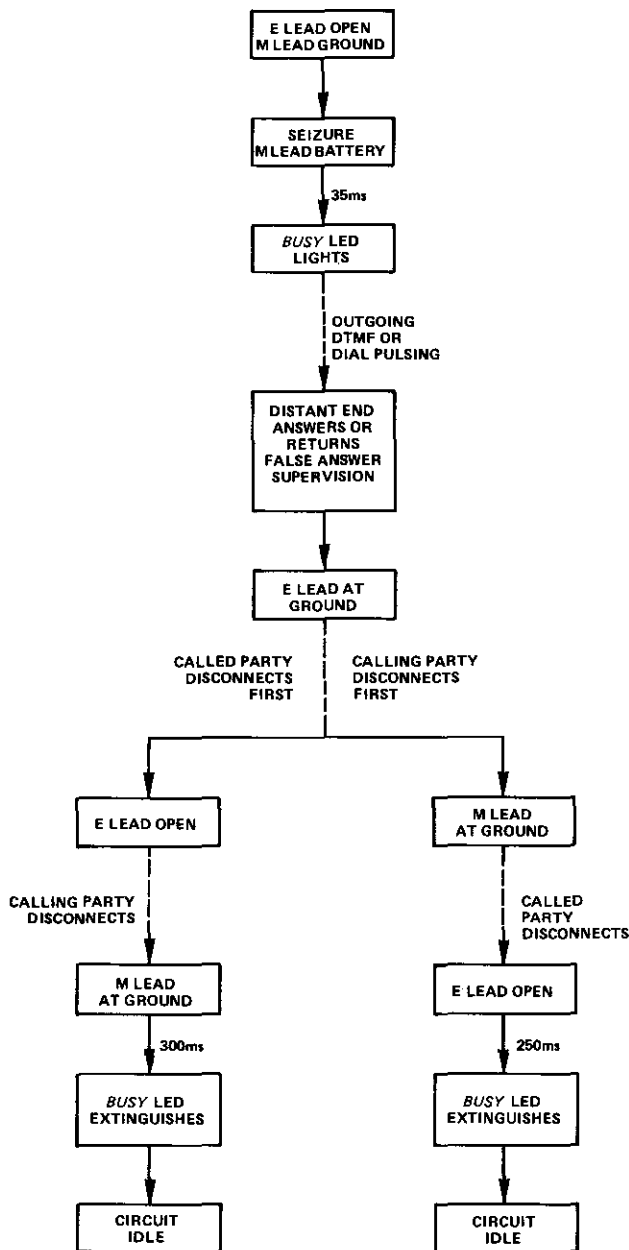 E LEAD OPEN
M LEAD GROUND
SEIZURE
M LEAD BATTERY
35ms
BUSY LED
LIGHTS
OUTGOING
DTMF OR
DIAL PULSING
DISTANT END
ANSWERS OR
RETURNS
FALSE ANSWER
SUPERVISION
E LEAD AT
GROUND
CALLED PARTY
DISCONNECTS
FIRST
CALLING PARTY
DISCONNECTS
FIRST
E LEAD OPEN
CALLING PARTY
DISCONNECTS
M LEAD
AT GROUND
300ms
BUSY LED
EXTINGUISHES
CIRCUIT
IDLE
M LEAD
AT GROUND
CALLED
PARTY
DISCONNECTS
E LEAD OPEN
250ms
BUSY LED
EXTINGUISHES
CIRCUIT
IDLE